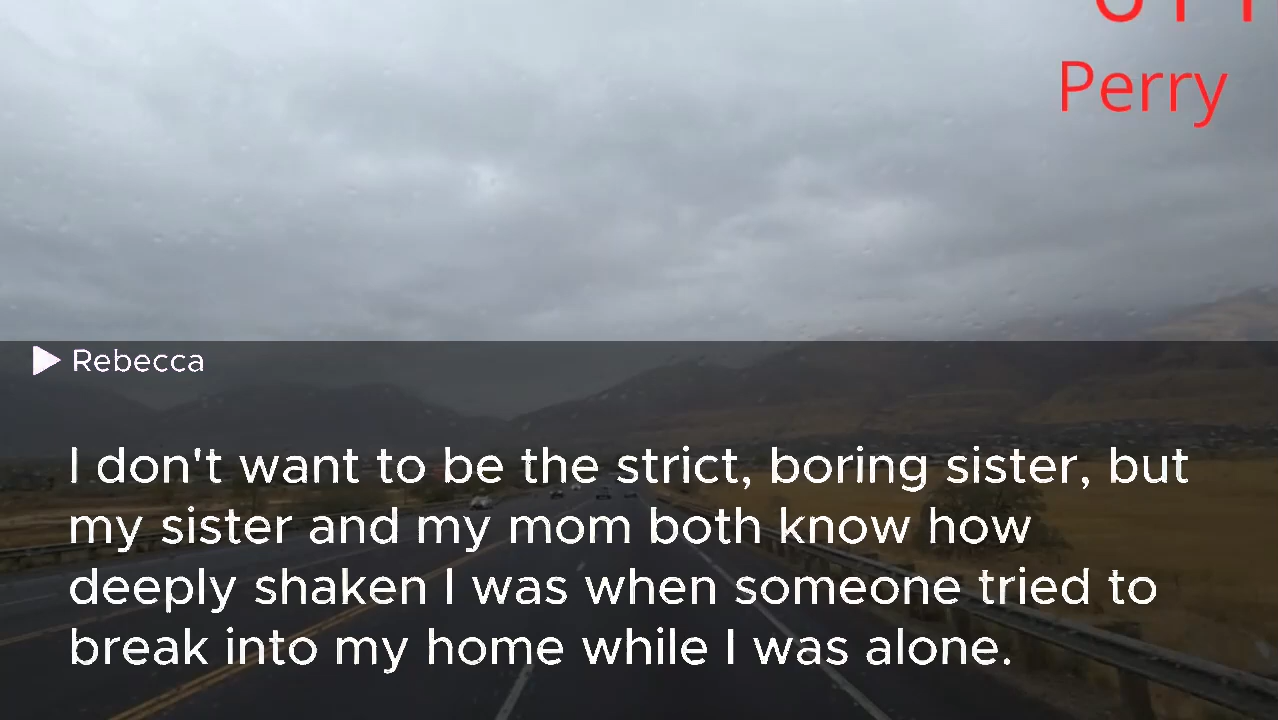 Perry
Rebecca
I don't want to be the strict, boring sister, but
my sister and my mom both know how
deeply shaken I was when someone tried to
break into my home while I was alone.